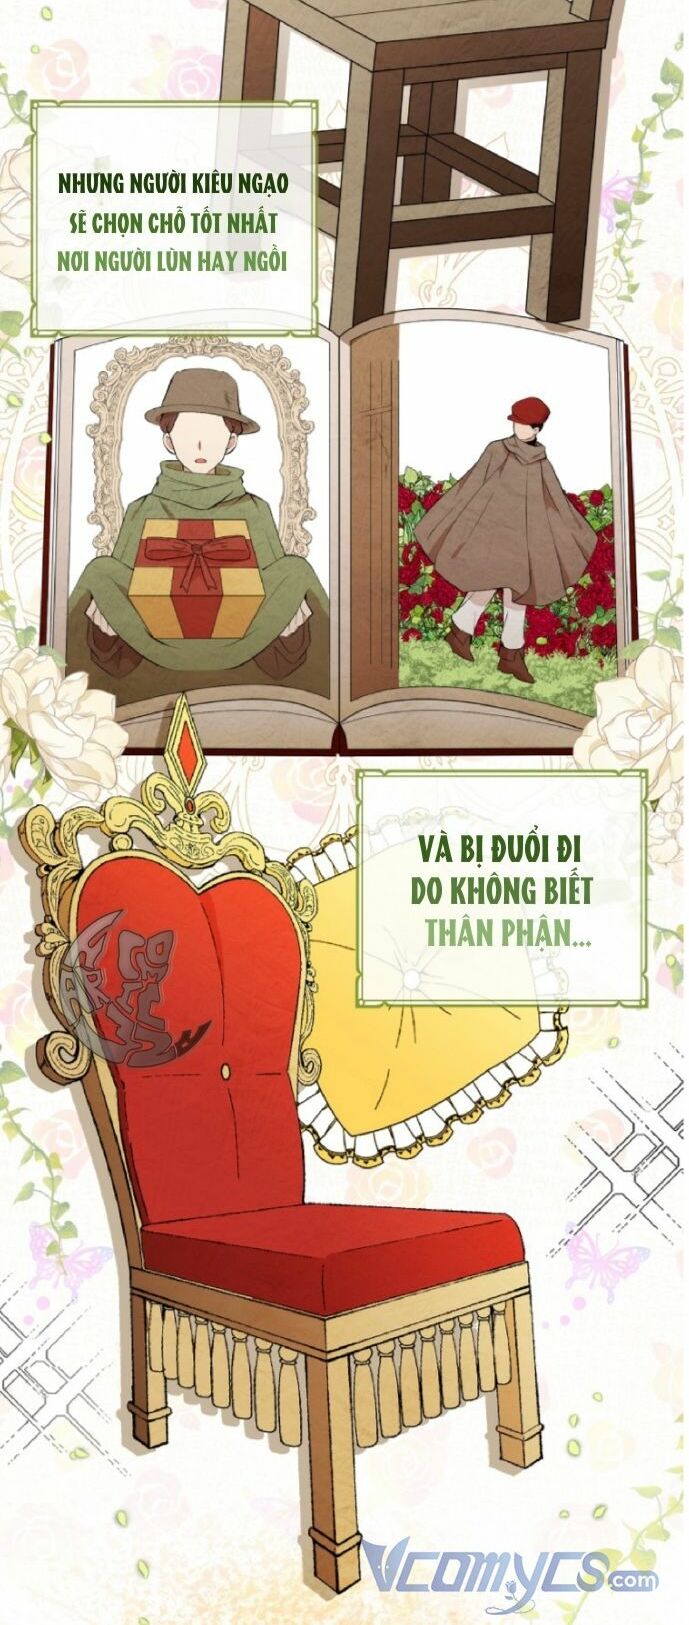 NHƯNG NGƯỜI KIÊU NGẠO
SẼ CHỌN CHỖ TỐT NHẤT
NƠI NGƯỜI LÙN HAY NGỒI
VÀ BỊ ĐUỔI ĐI
DO KHÔNG BIẾT
THÂN PHẬN...
VCOMYCS.com